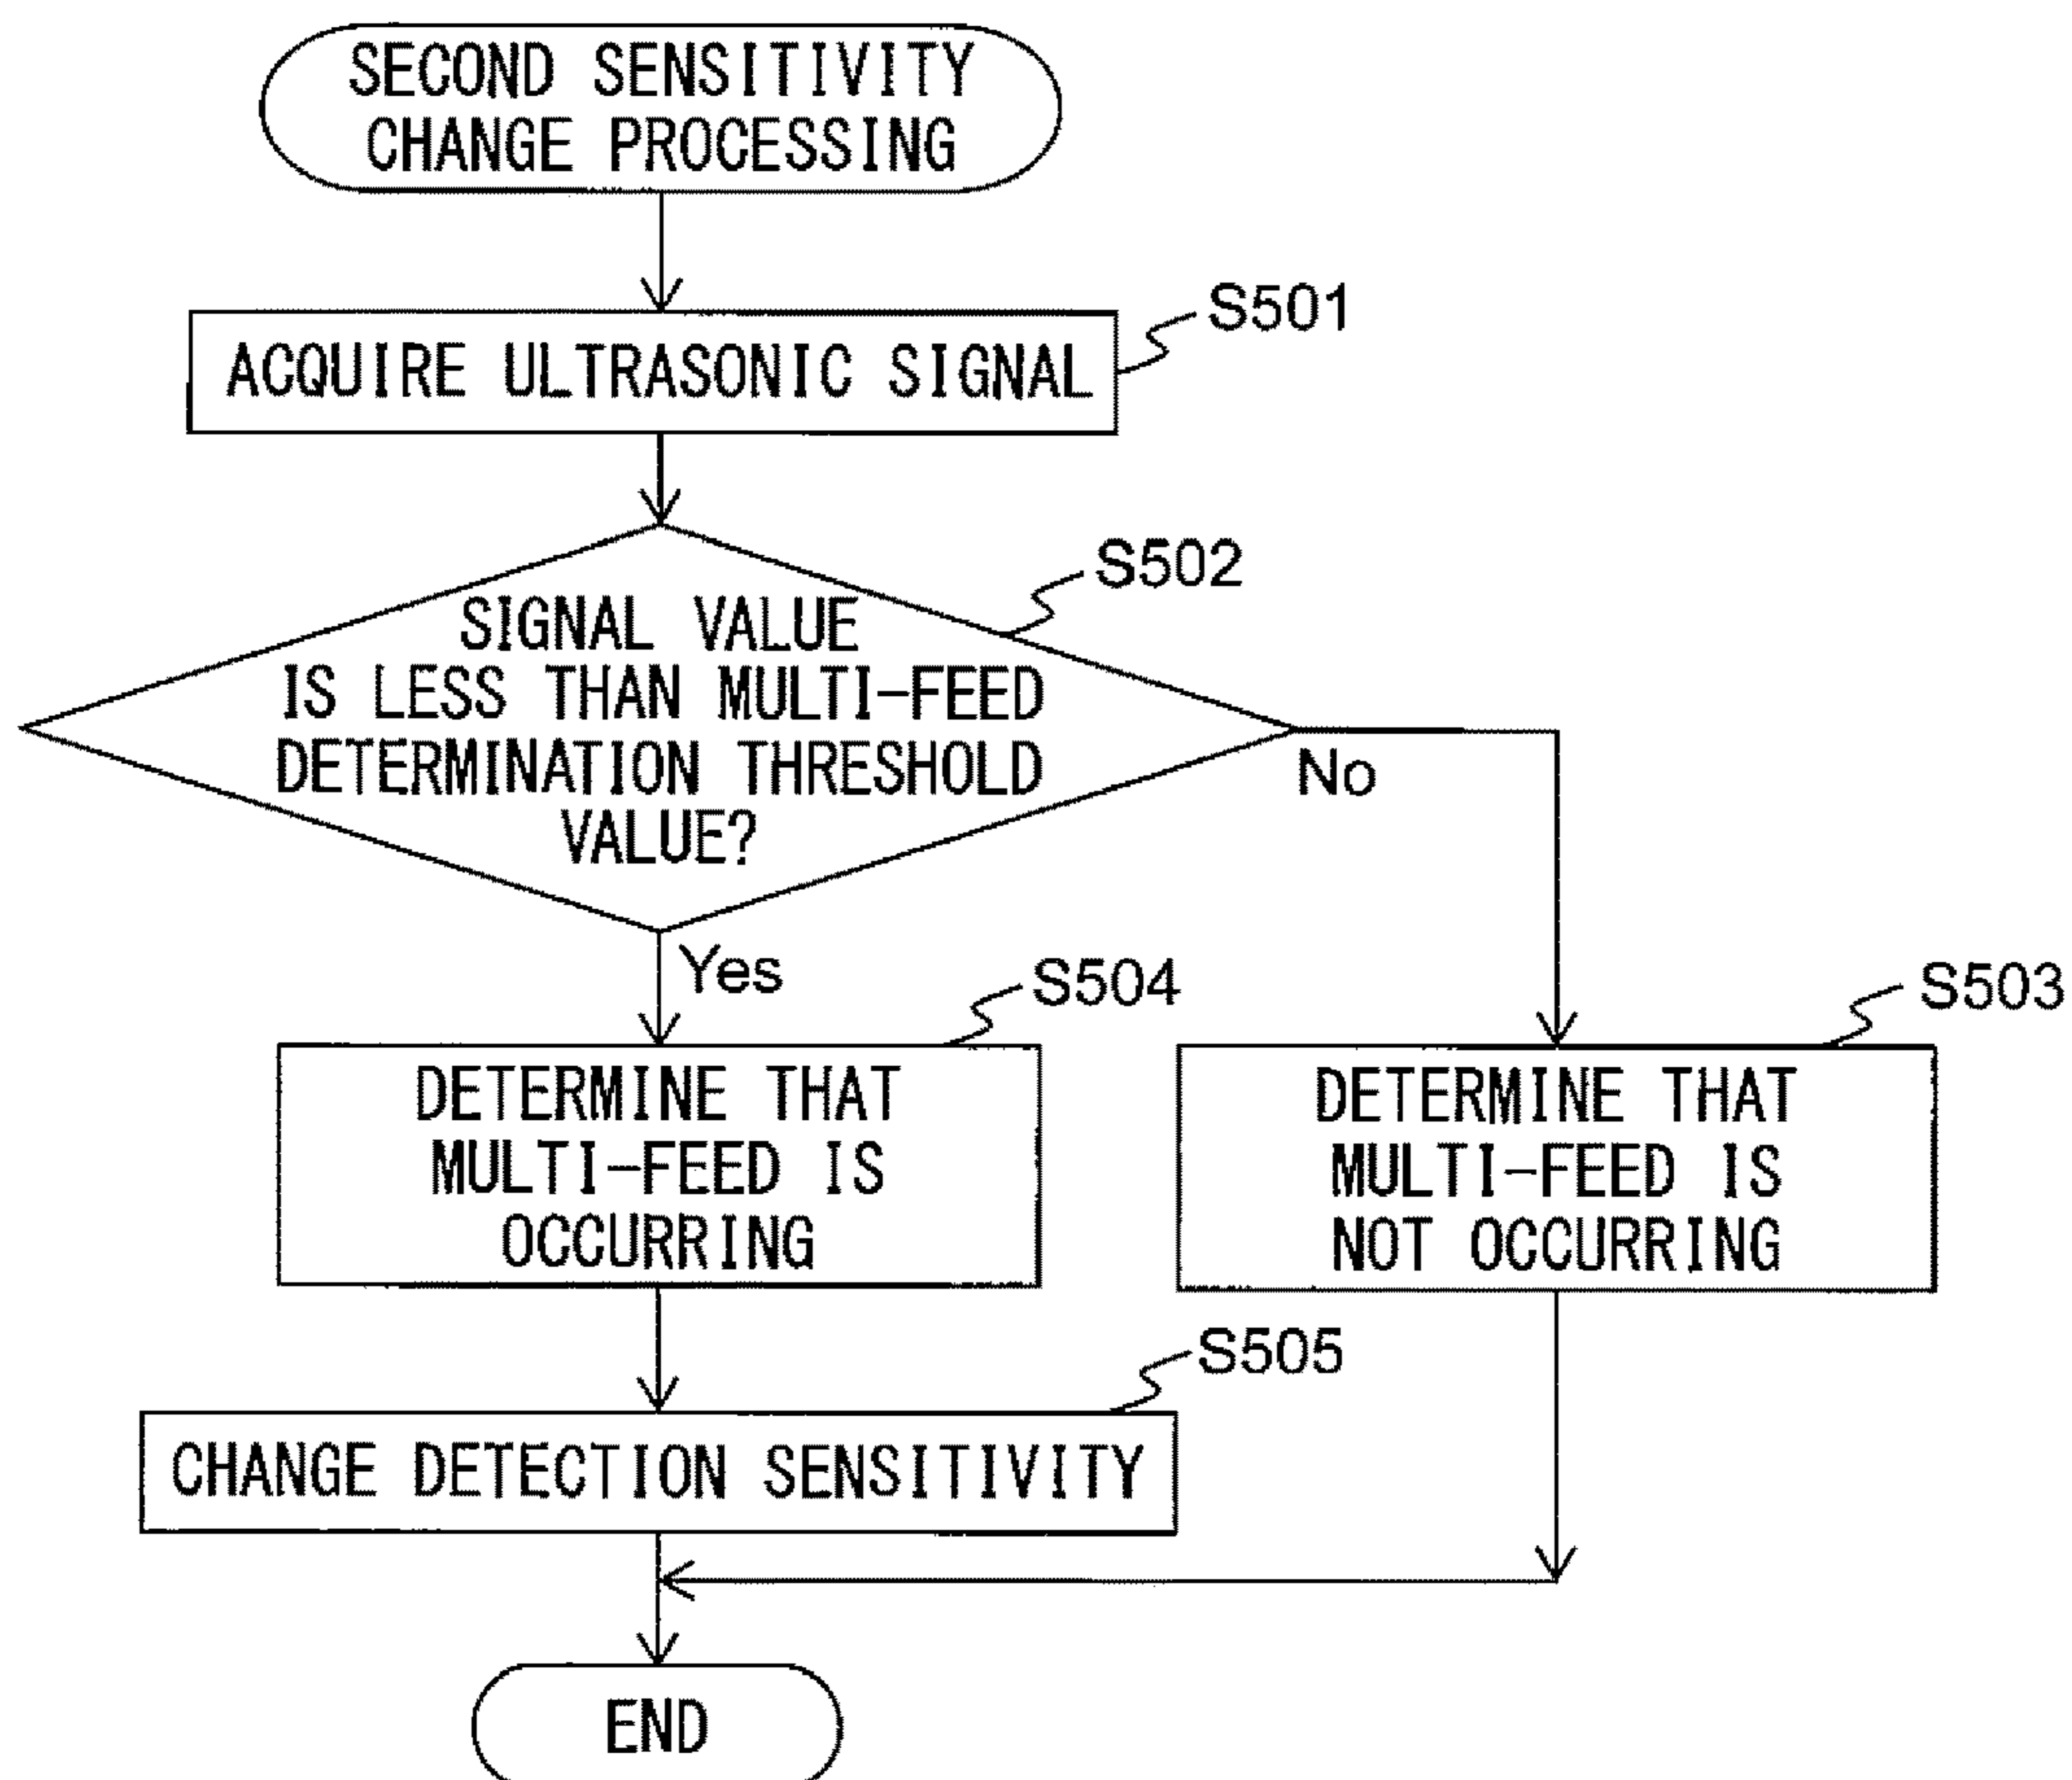 SECOND SENSITIVITY
CHANGE PROCESSING
S501
ACQUIRE ULTRASONIC SIGNAL
S502
SIGNAL VALUE
IS LESS THAN MULTI-FEED
DETERMINATION THRESHOLD
VALUE?
No
Yes
S504
S503
DETERMINE THAT
MULTI-FEED IS
OCCURRING
DETERMINE THAT
MULTI-FEED IS
NOT OCCURRING
S505
CHANGE DETECTION SENSITIVITY
END